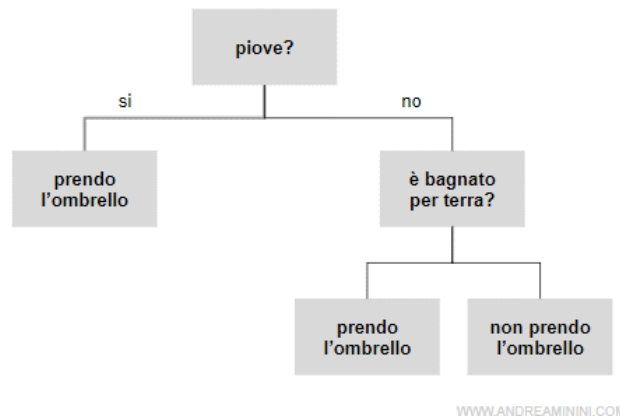 piove?
si
no
prendo
l'ombrello
è bagnato
per terra?
prendo
l'ombrello
non prendo
l'ombrello
WWW.ANDREAMININI.COM